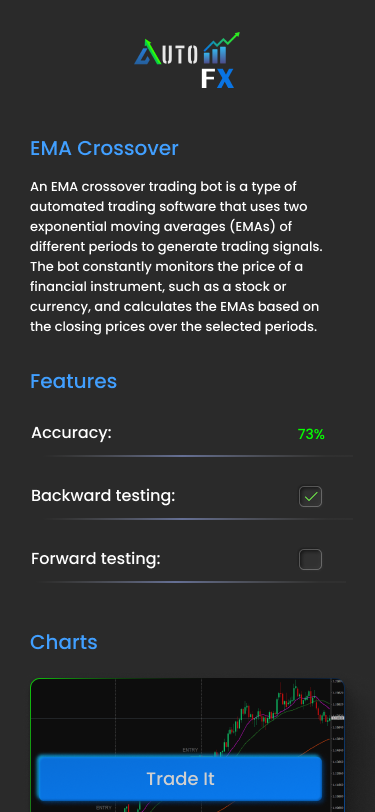 AUTO
FX
EMA Crossover
An EMA crossover trading bot is a type of
automated trading software that uses two
exponential moving averages (EMAs) of
different periods to generate trading signals.
The bot constantly monitors the price of a
financial instrument, such as a stock or
currency, and calculates the EMAs based on
the closing prices over the selected periods.
Features
Accuracy: 73%
Backward testing:
Forward testing:
Charts
ENTRY
Trade It
ENTRY